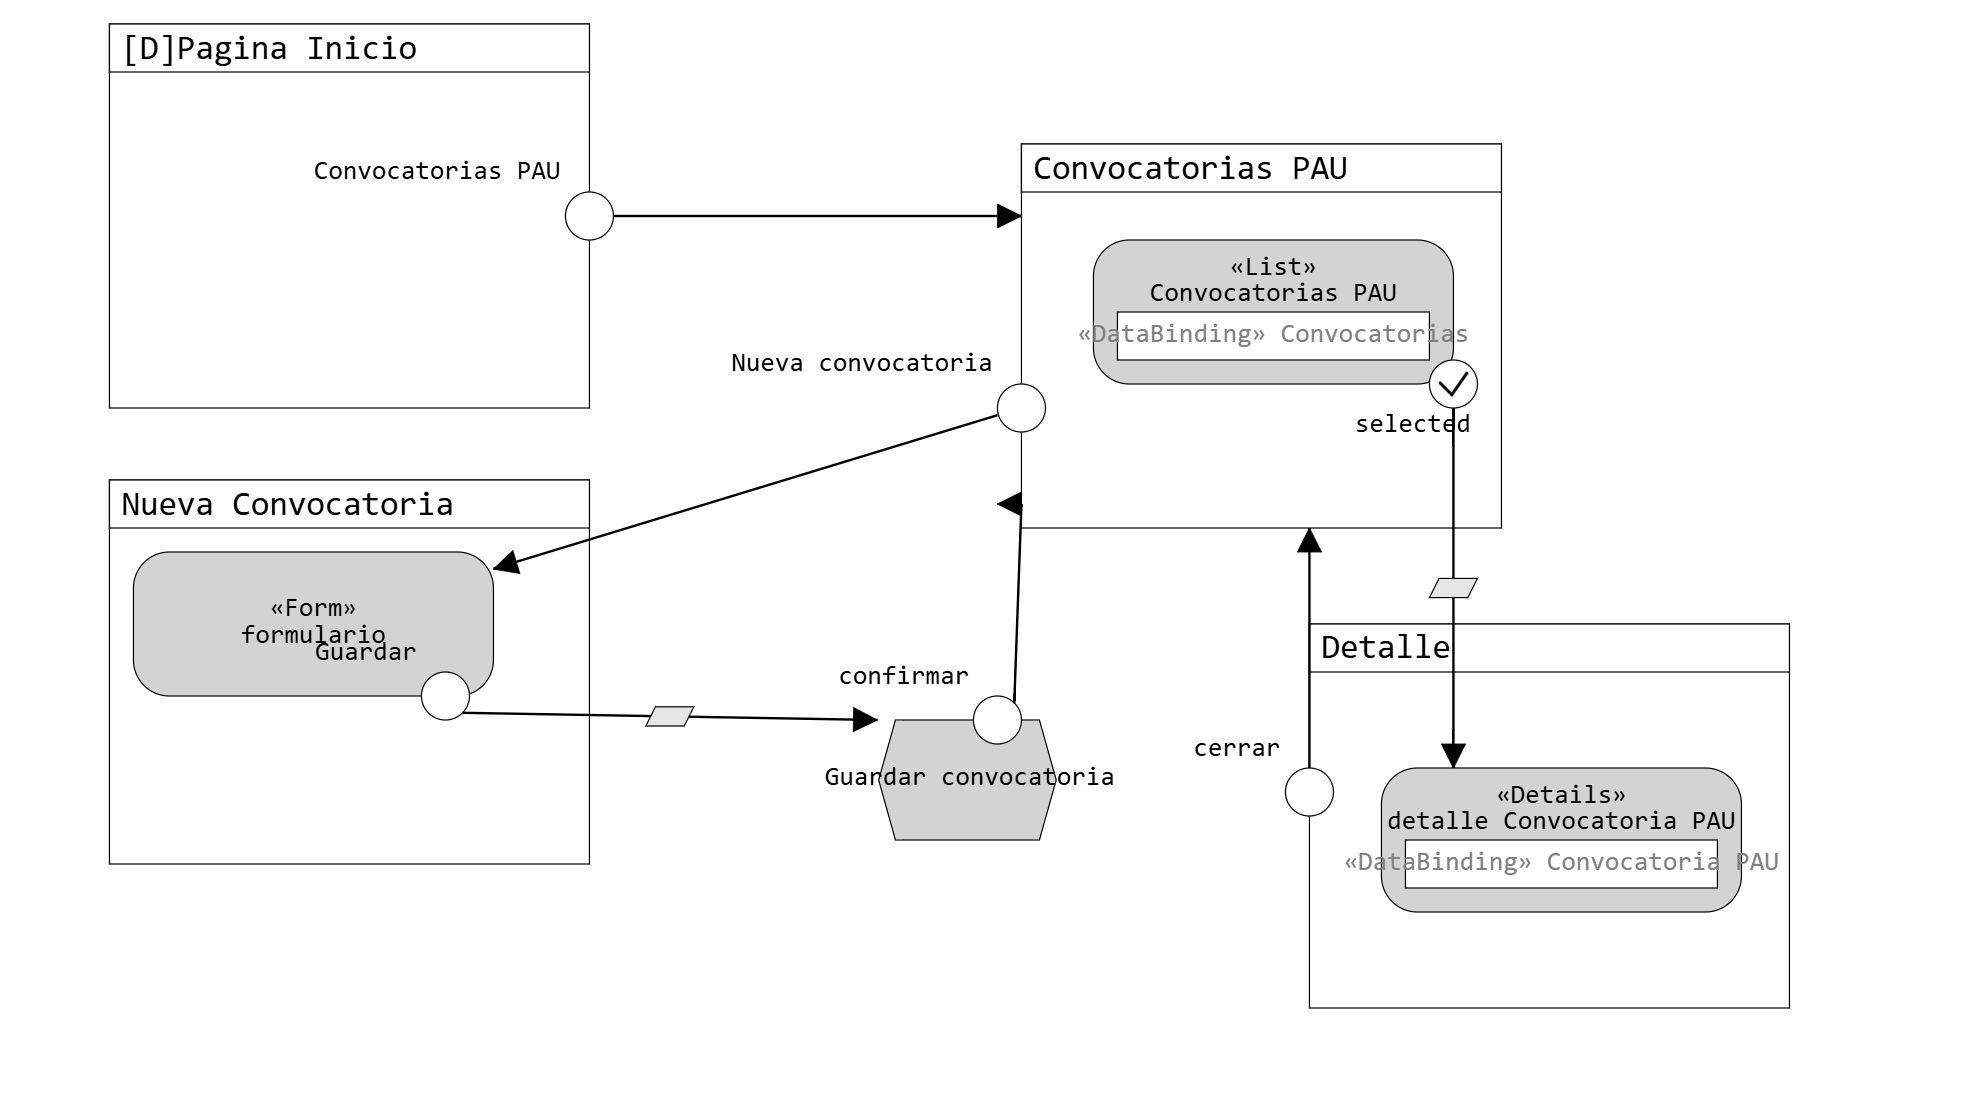 [D]Pagina Inicio
Convocatorias PAU
Convocatorias PAU
«List»
Convocatorias PAU
«DataBinding» Convocatorias
selected
Nueva convocatoria
Nueva Convocatoria
«Form»
formulario
Guardar
confirmar
Guardar convocatoria
cerrar
Detalle
«Details»
detalle Convocatoria PAU
«DataBinding» Convocatoria PAU